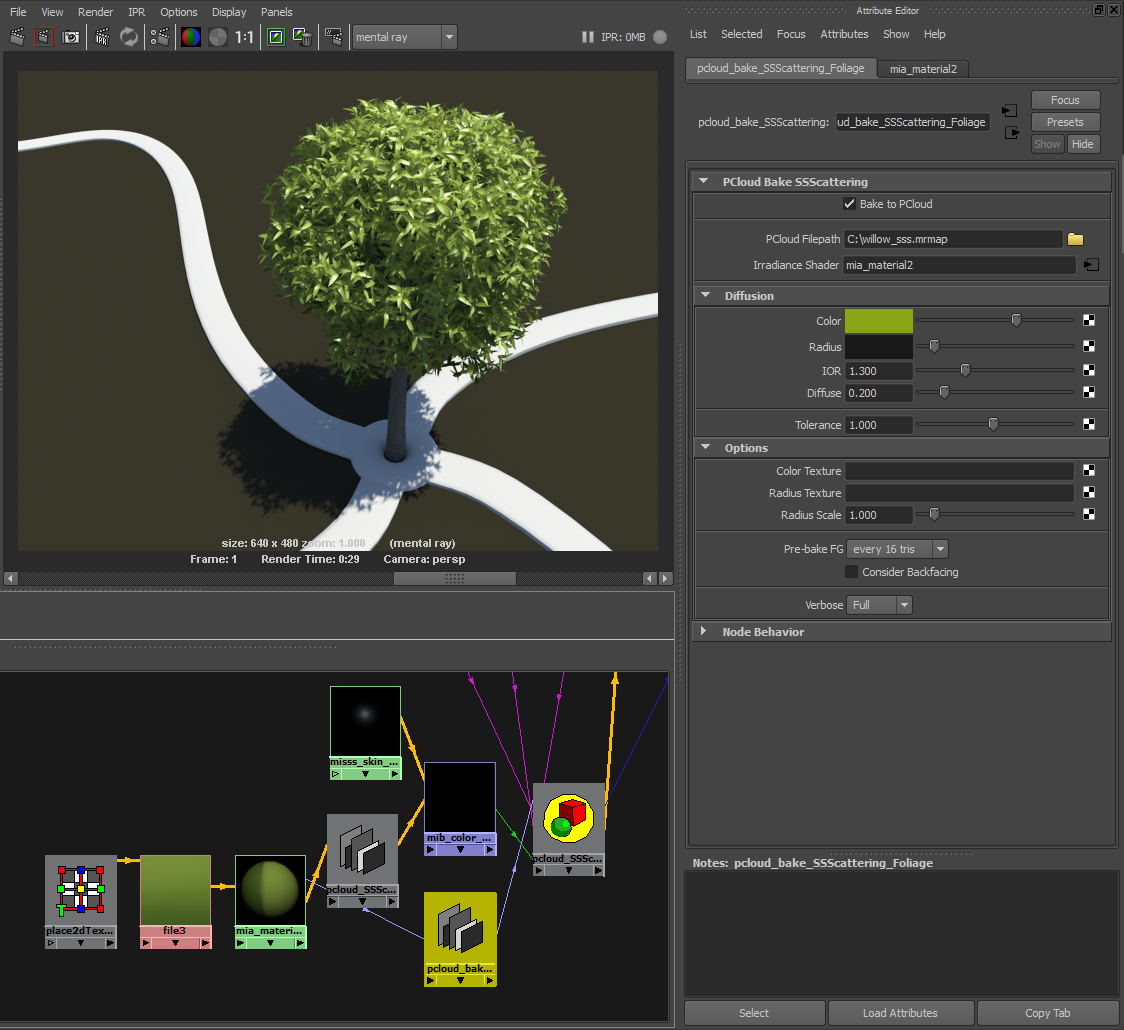 File View Render IPR Options Display Panels
Attribute Editor
IPR 1:1 mental ray IPR: 0MB
List Selected Focus Attributes Show Help
pcloud_bake_SSScattering_Foliage mia_material2
pcloud_bake_SSScattering: ud_bake_SSScattering_Foliage
Focus
Presets
Show Hide
PCloud Bake SSScattering
Bake to PCloud
PCloud Filepath C:\willow_sss.mrmap
Irradiance Shader mia_material2
Diffusion
Color
Radius
IOR 1.300
Diffuse 0.200
Tolerance 1.000
Options
Color Texture
Radius Texture
Radius Scale 1.000
Pre-bake FG every 16 tris
Consider Backfacing
Verbose Full
Node Behavior
size: 640 x 480 zoom: 1.000 (mental ray)
Frame: 1 Render Time: 0:29 Camera: persp
misss_skin_...
mib_color_...
pcloud_SSSc...
pcloud_SSSc...
place2dTex...
file3
mia_materi...
pcloud_bak...
Notes: pcloud_bake_SSScattering_Foliage
Select Load Attributes Copy Tab